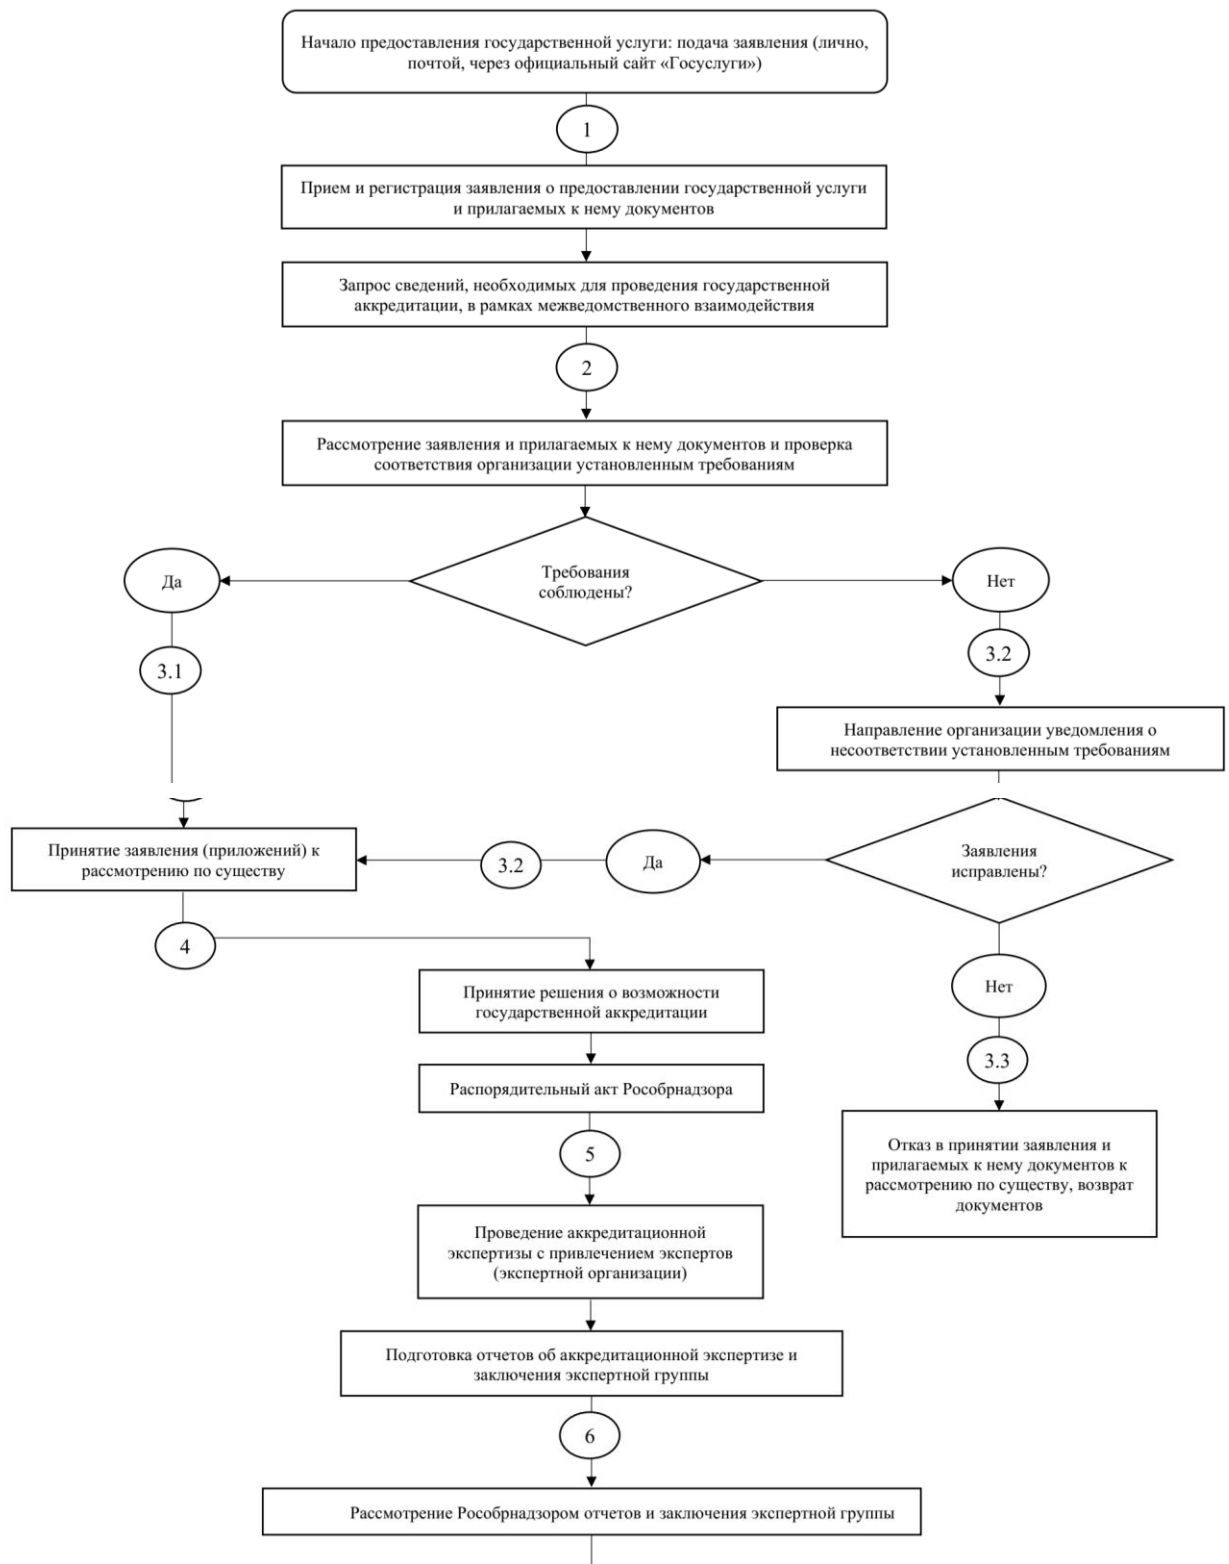 Начало предоставления государственной услуги: подача заявления (лично,
почтой, через официальный сайт «Госуслуги»)
1
Прием и регистрация заявления о предоставлении государственной услуги
и прилагаемых к нему документов
Запрос сведений, необходимых для проведения государственной
аккредитации, в рамках межведомственного взаимодействия
2
Рассмотрение заявления и прилагаемых к нему документов и проверка
соответствия организации установленным требованиям
Требования
соблюдены?
Да
Нет
3.1
3.2
Направление организации уведомления о
несоответствии установленным требованиям
Принятие заявления (приложений) к
рассмотрению по существу
3.2
Да
Заявления
исправлены?
4
Нет
Принятие решения о возможности
государственной аккредитации
3.3
Распорядительный акт Рособрнадзора
5
Отказ в принятии заявления и
прилагаемых к нему документов к
рассмотрению по существу, возврат
документов
Проведение аккредитационной
экспертизы с привлечением экспертов
(экспертной организации)
Подготовка отчетов об аккредитационной экспертизе и
заключения экспертной группы
6
Рассмотрение Рособрнадзором отчетов и заключения экспертной группы